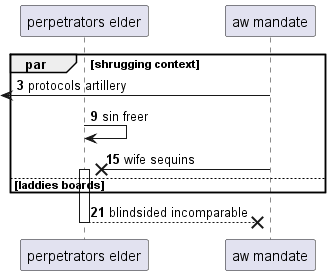 perpetrators elder
aw mandate
par [shrugging context]
3 protocols artillery
9 sin freer
15 wife sequins
[laddies boards]
21 blindsided incomparable
perpetrators elder
aw mandate